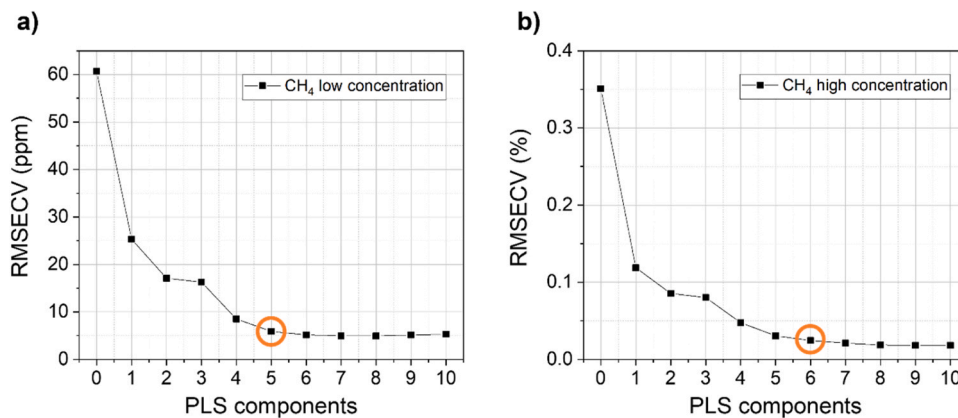 a)
RMSECV (ppm)
60
50
40
30
20
10
0
CH₄ low concentration
0 1 2 3 4 5 6 7 8 9 10
PLS components
b)
RMSECV (%)
0.4
0.3
0.2
0.1
0.0
CH₄ high concentration
0 1 2 3 4 5 6 7 8 9 10
PLS components